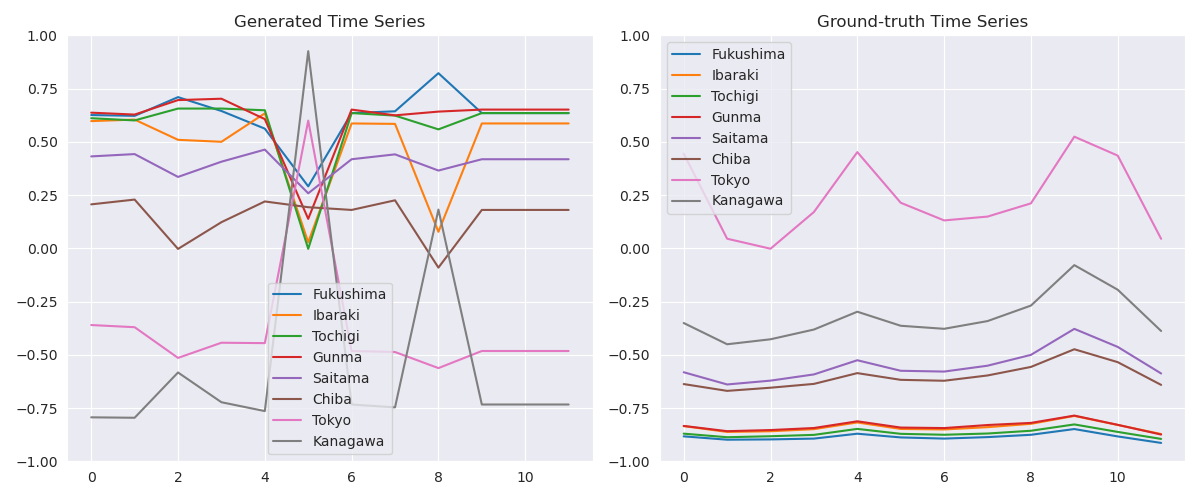 Generated Time Series
1.00
0.75
0.50
0.25
0.00
−0.25
−0.50
−0.75
−1.00
0 2 4 6 8 10
Fukushima
Ibaraki
Tochigi
Gunma
Saitama
Chiba
Tokyo
Kanagawa
Ground-truth Time Series
1.00
0.75
0.50
0.25
0.00
−0.25
−0.50
−0.75
−1.00
0 2 4 6 8 10
Fukushima
Ibaraki
Tochigi
Gunma
Saitama
Chiba
Tokyo
Kanagawa